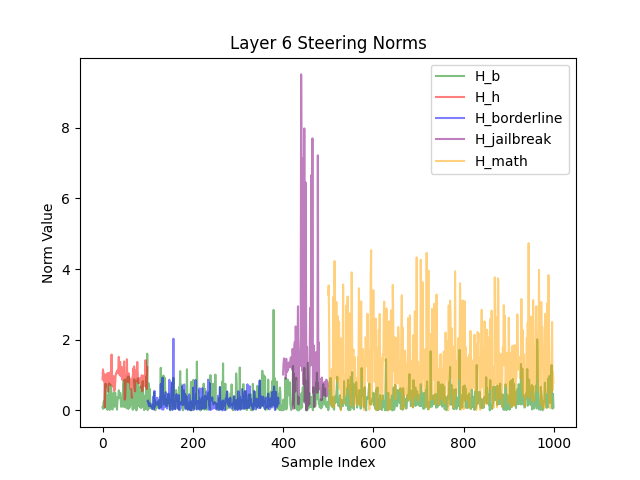 Layer 6 Steering Norms
H_b
H_h
H_borderline
H_jailbreak
H_math
Norm Value
8
6
4
2
0
0 200 400 600 800 1000
Sample Index